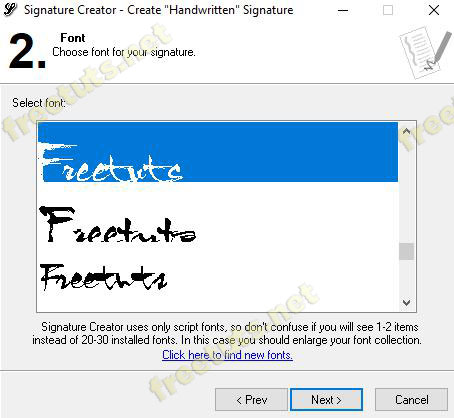 Signature Creator - Create "Handwritten" Signature
2.
Font
Choose font for your signature.
freetuts.net
Select font:
freetuts
Freetuts
Freetuts
Freetuts
Signature Creator uses only script fonts, so don't confuse if you will see 1-2 items
instead of 20-30 installed fonts. In this case you should enlarge your font collection.
Click here to find new fonts.
freetuts.net
< Prev
Next >
Cancel